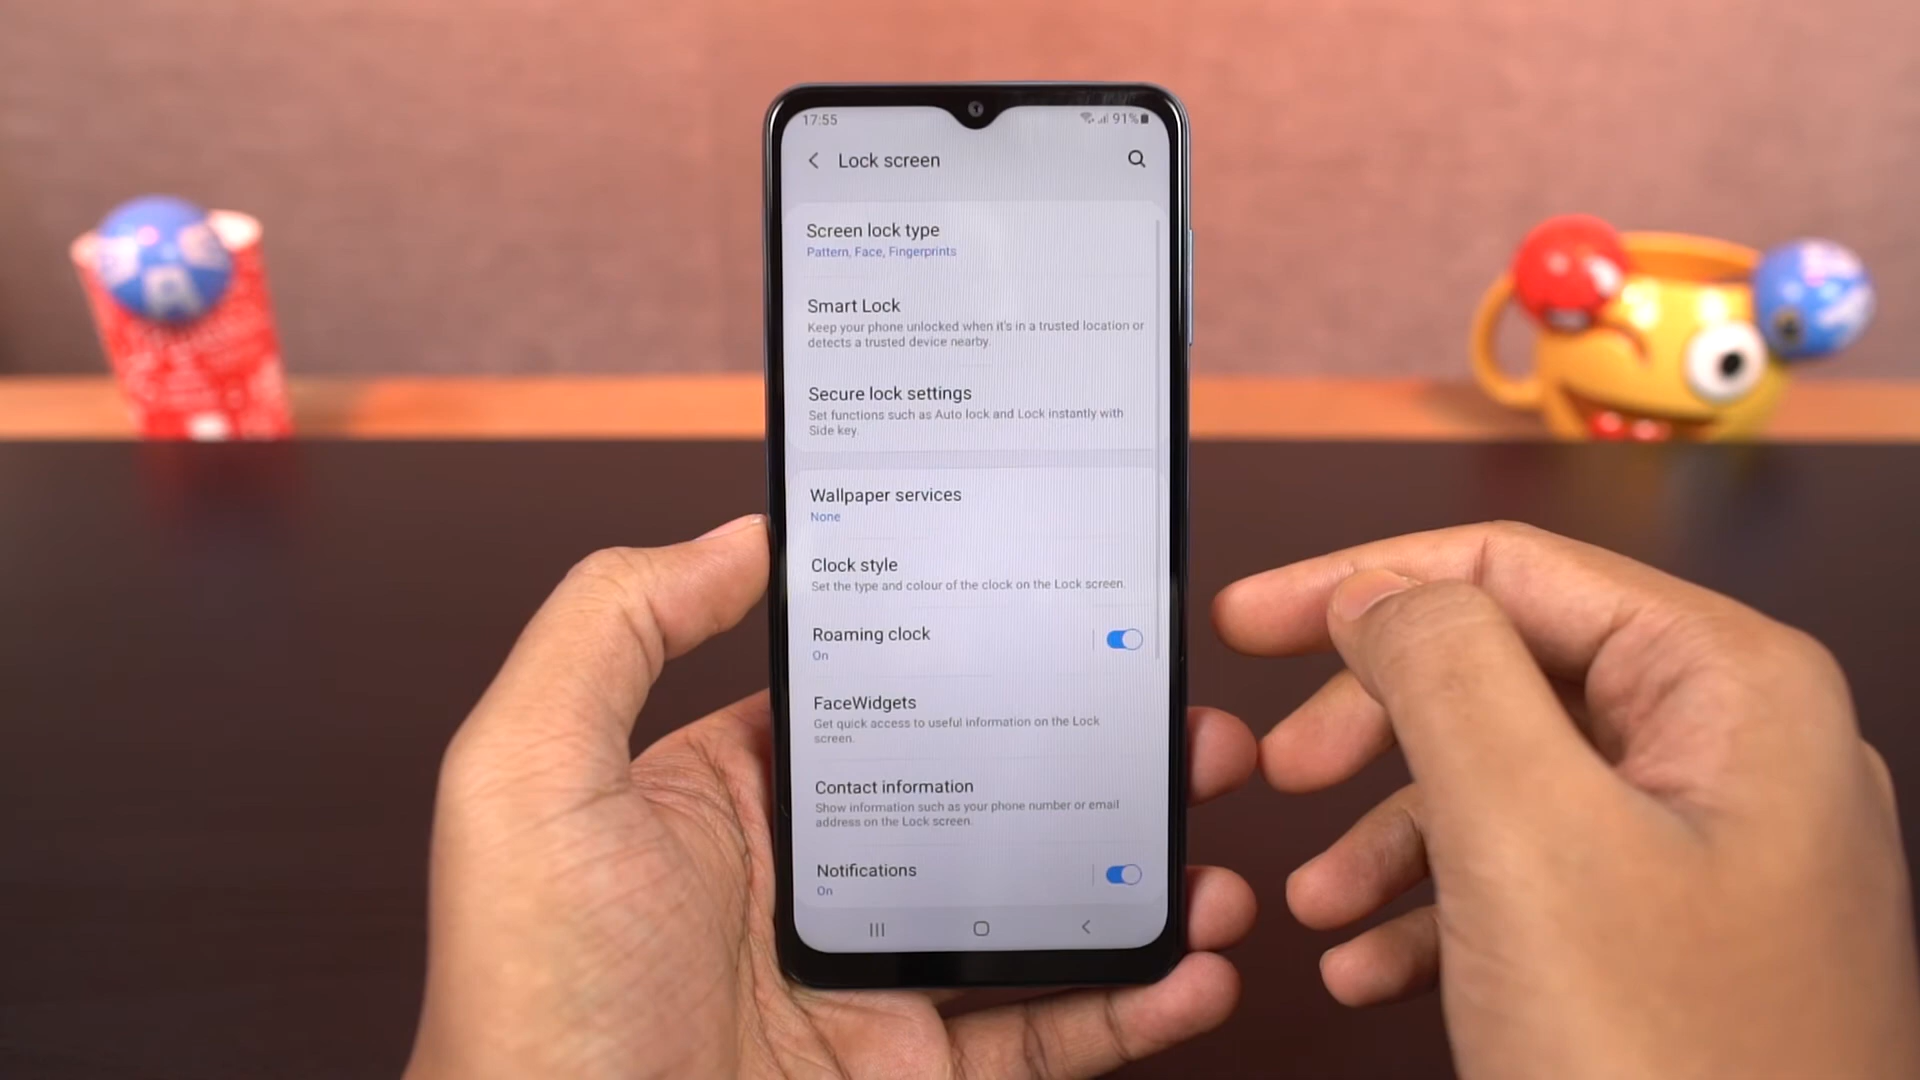 17:55
91%
Lock screen
Screen lock type
Pattern, Face, Fingerprints
Smart Lock
Keep your phone unlocked when it's in a trusted location or
detects a trusted device nearby.
Secure lock settings
Set functions such as Auto lock and Lock instantly with
Side key.
Wallpaper services
None
Clock style
Set the type and colour of the clock on the Lock screen.
Roaming clock
On
FaceWidgets
Get quick access to useful information on the Lock
screen.
Contact information
Show information such as your phone number or email
address on the Lock screen.
Notifications
On